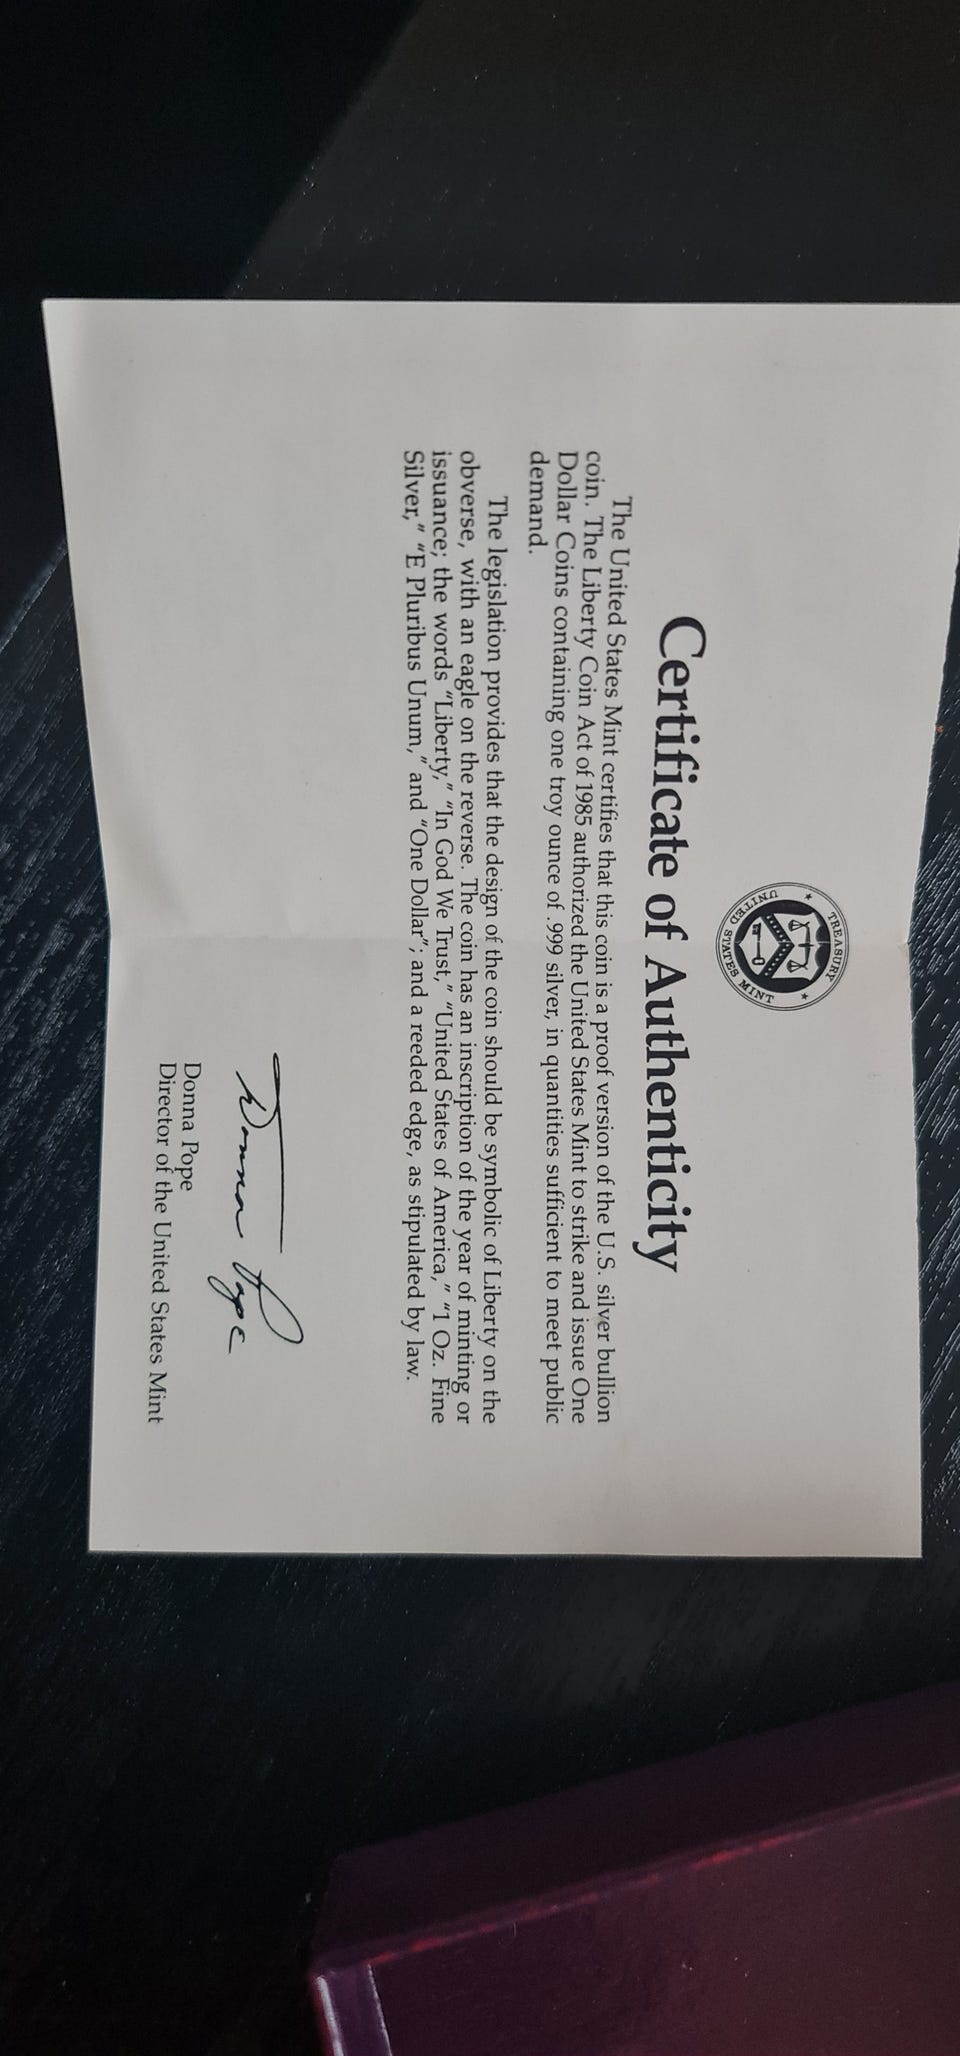 TREASURY
UNITED STATES MINT
Certificate of Authenticity
The United States Mint certifies that this coin is a proof version of the U.S. silver bullion
coin. The Liberty Coin Act of 1985 authorized the United States Mint to strike and issue One
Dollar Coins containing one troy ounce of .999 silver, in quantities sufficient to meet public
demand.
The legislation provides that the design of the coin should be symbolic of Liberty on the
obverse, with an eagle on the reverse. The coin has an inscription of the year of minting or
issuance; the words "Liberty," "In God We Trust," "United States of America," "1 Oz. Fine
Silver," "E Pluribus Unum," and "One Dollar"; and a reeded edge, as stipulated by law.
Donna Pope
Donna Pope
Director of the United States Mint